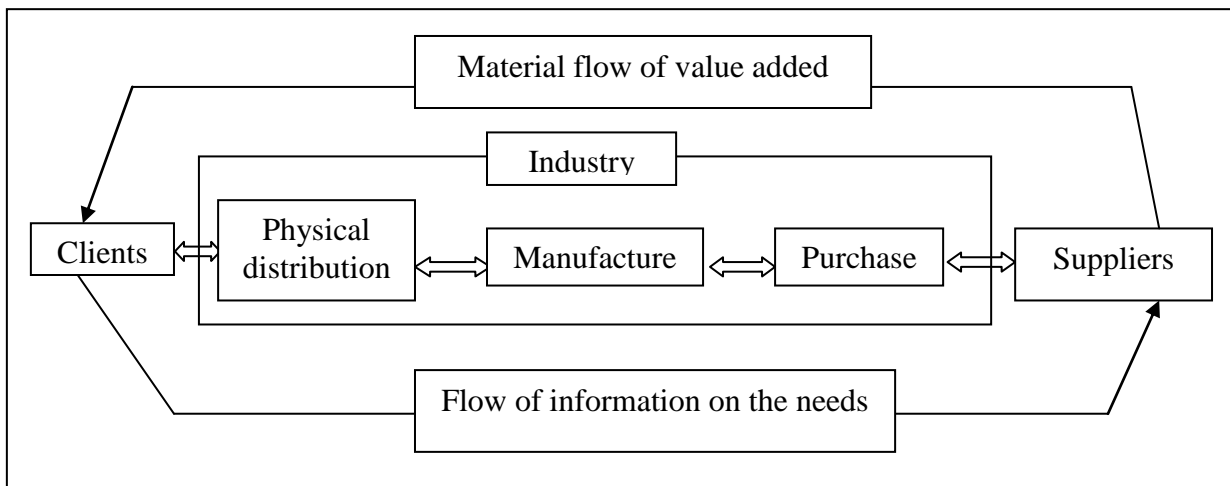 Material flow of value added
Industry
Clients
Physical
distribution
Manufacture
Purchase
Suppliers
Flow of information on the needs